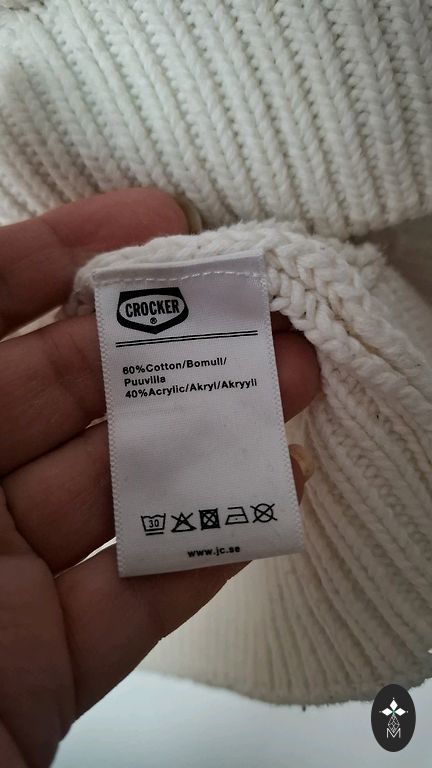 CROCKER
®
60%Cotton/Bomull/
Puuvilla
40%Acrylic/Akryl/Akryyli
30
www.jc.se
M